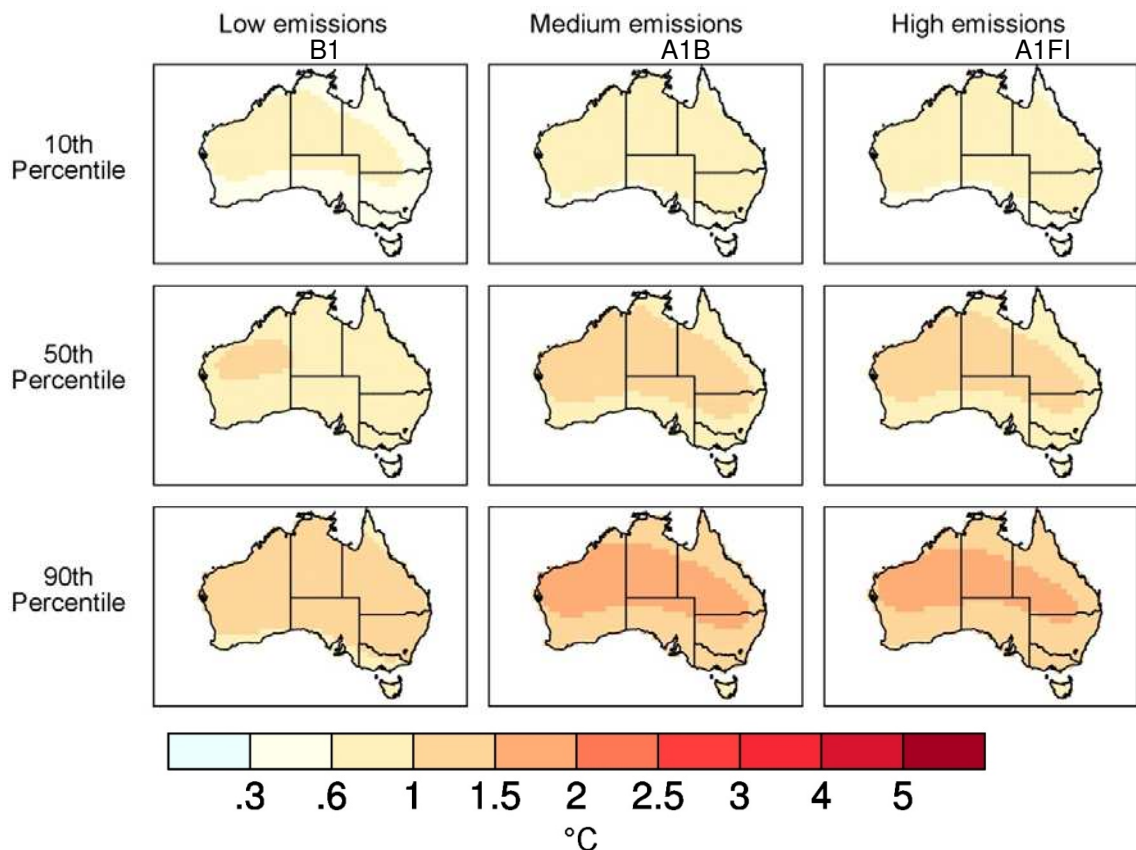 Low emissions Medium emissions High emissions
B1 A1B A1FI
10th
Percentile
50th
Percentile
90th
Percentile
.3 .6 1 1.5 2 2.5 3 4 5
°C